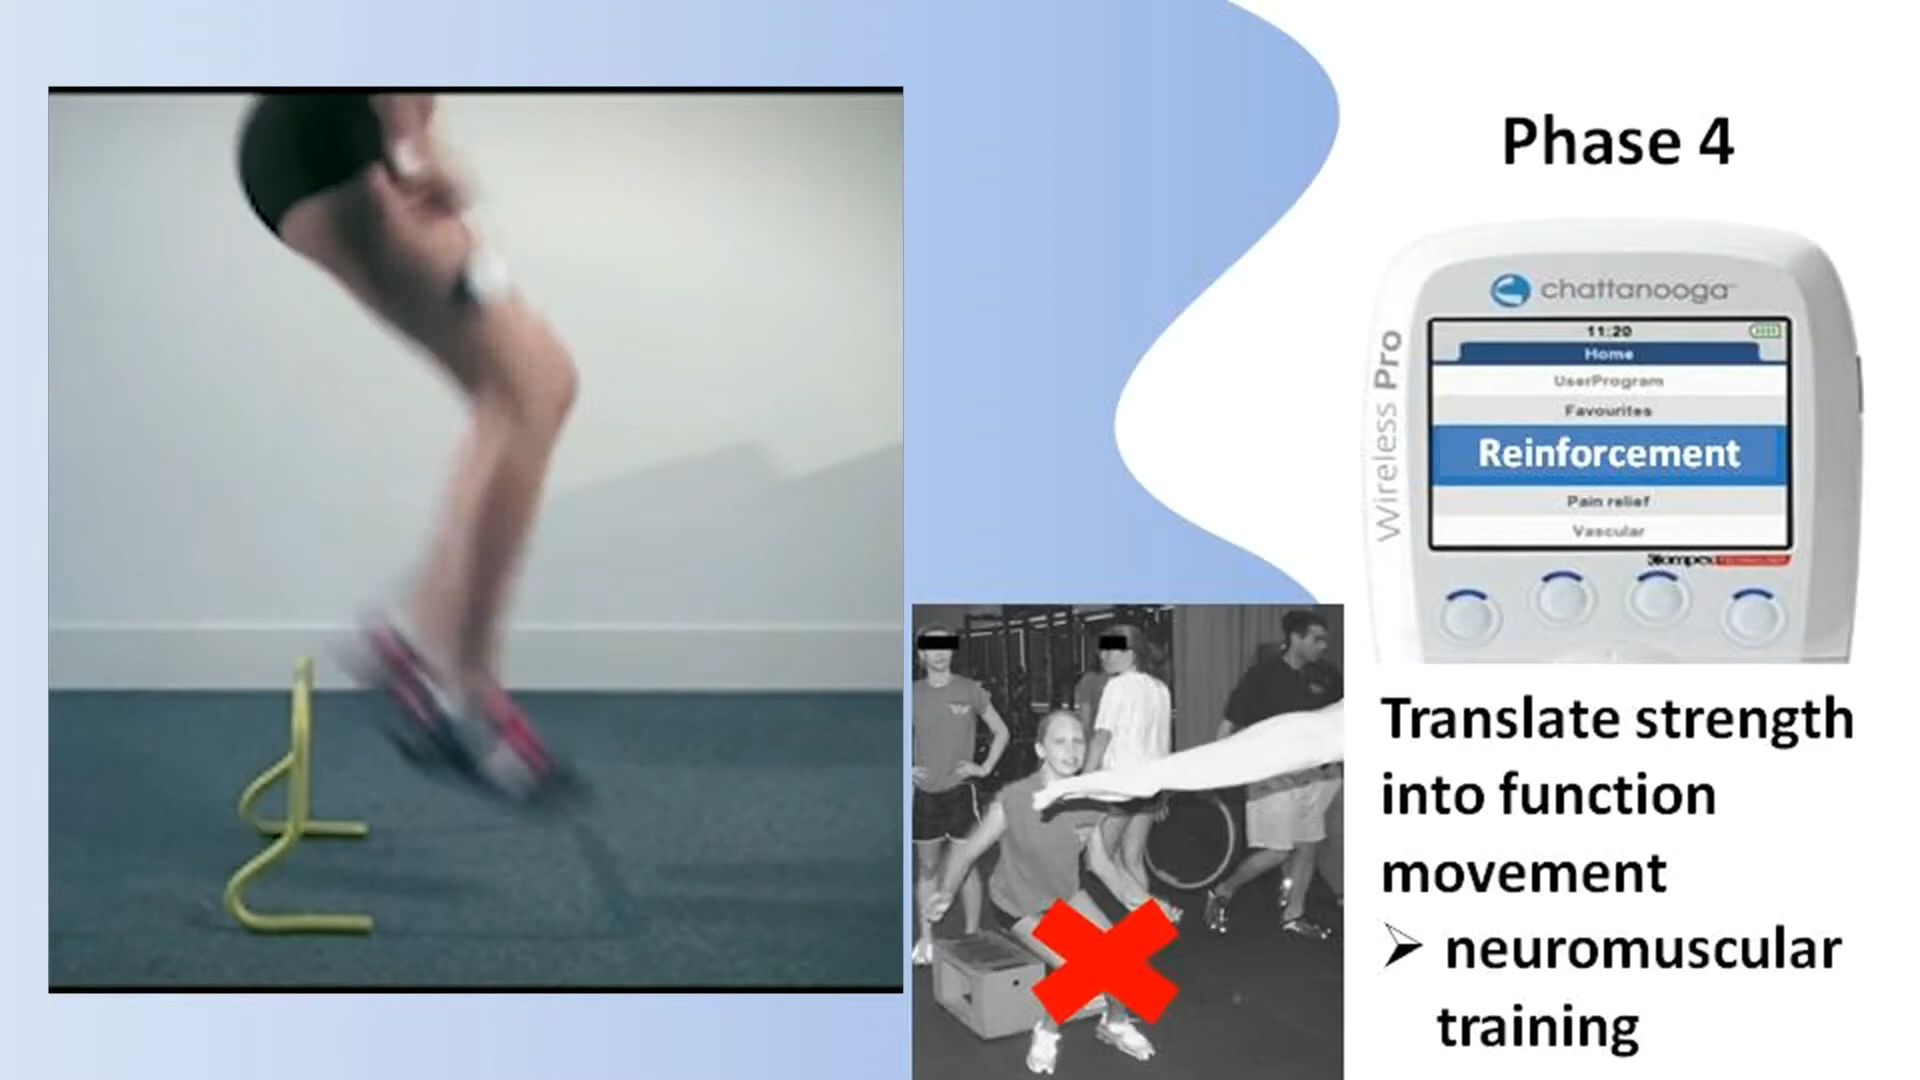 Phase 4
chattanooga
11:20
Home
UserProgram
Favourites
Reinforcement
Pain relief
Vascular
Wireless Pro
Translate strength
into function
movement
➢ neuromuscular
training